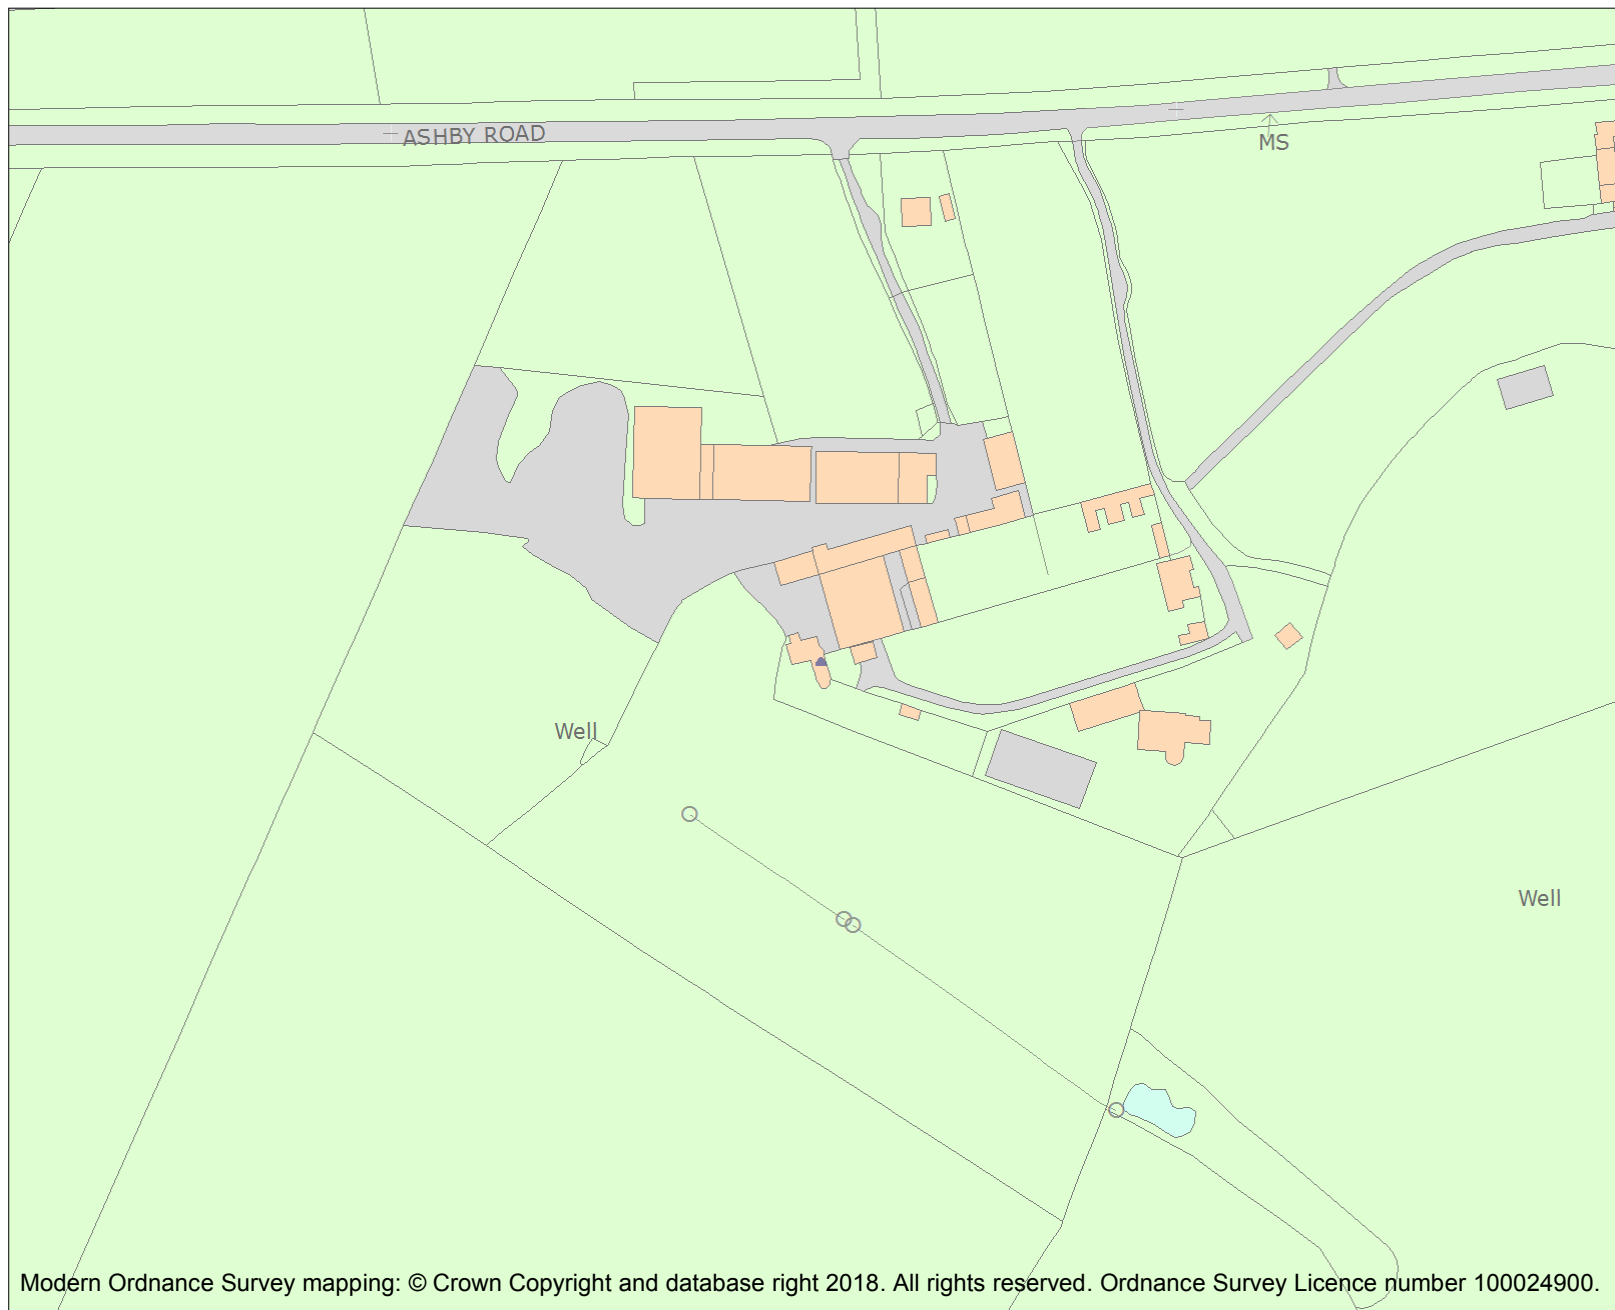 ASHBY ROAD
MS
Well
Well
Modern Ordnance Survey mapping: © Crown Copyright and database right 2018. All rights reserved. Ordnance Survey Licence number 100024900.